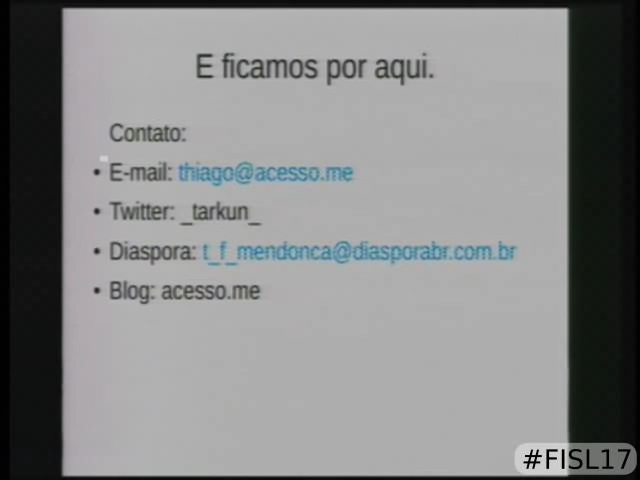 E ficamos por aqui.
Contato:
• E-mail: thiago@acesso.me
• Twitter: _tarkun_
• Diaspora: t_f_mendonca@diasporabr.com.br
• Blog: acesso.me
#FISL17